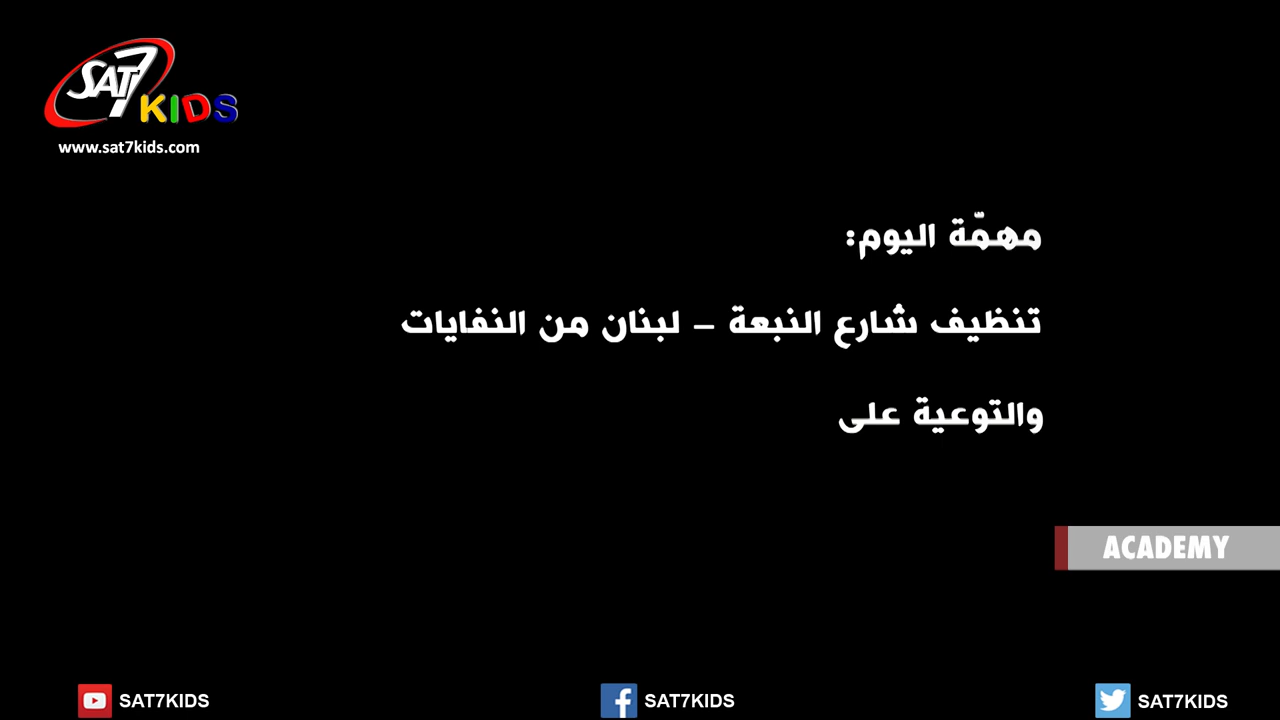 SAT7 KIDS
www.sat7kids.com
مهمّة اليوم:
تنظيف شارع النبعة – لبنان من النفايات
والتوعية على
ACADEMY
SAT7KIDS
SAT7KIDS
SAT7KIDS